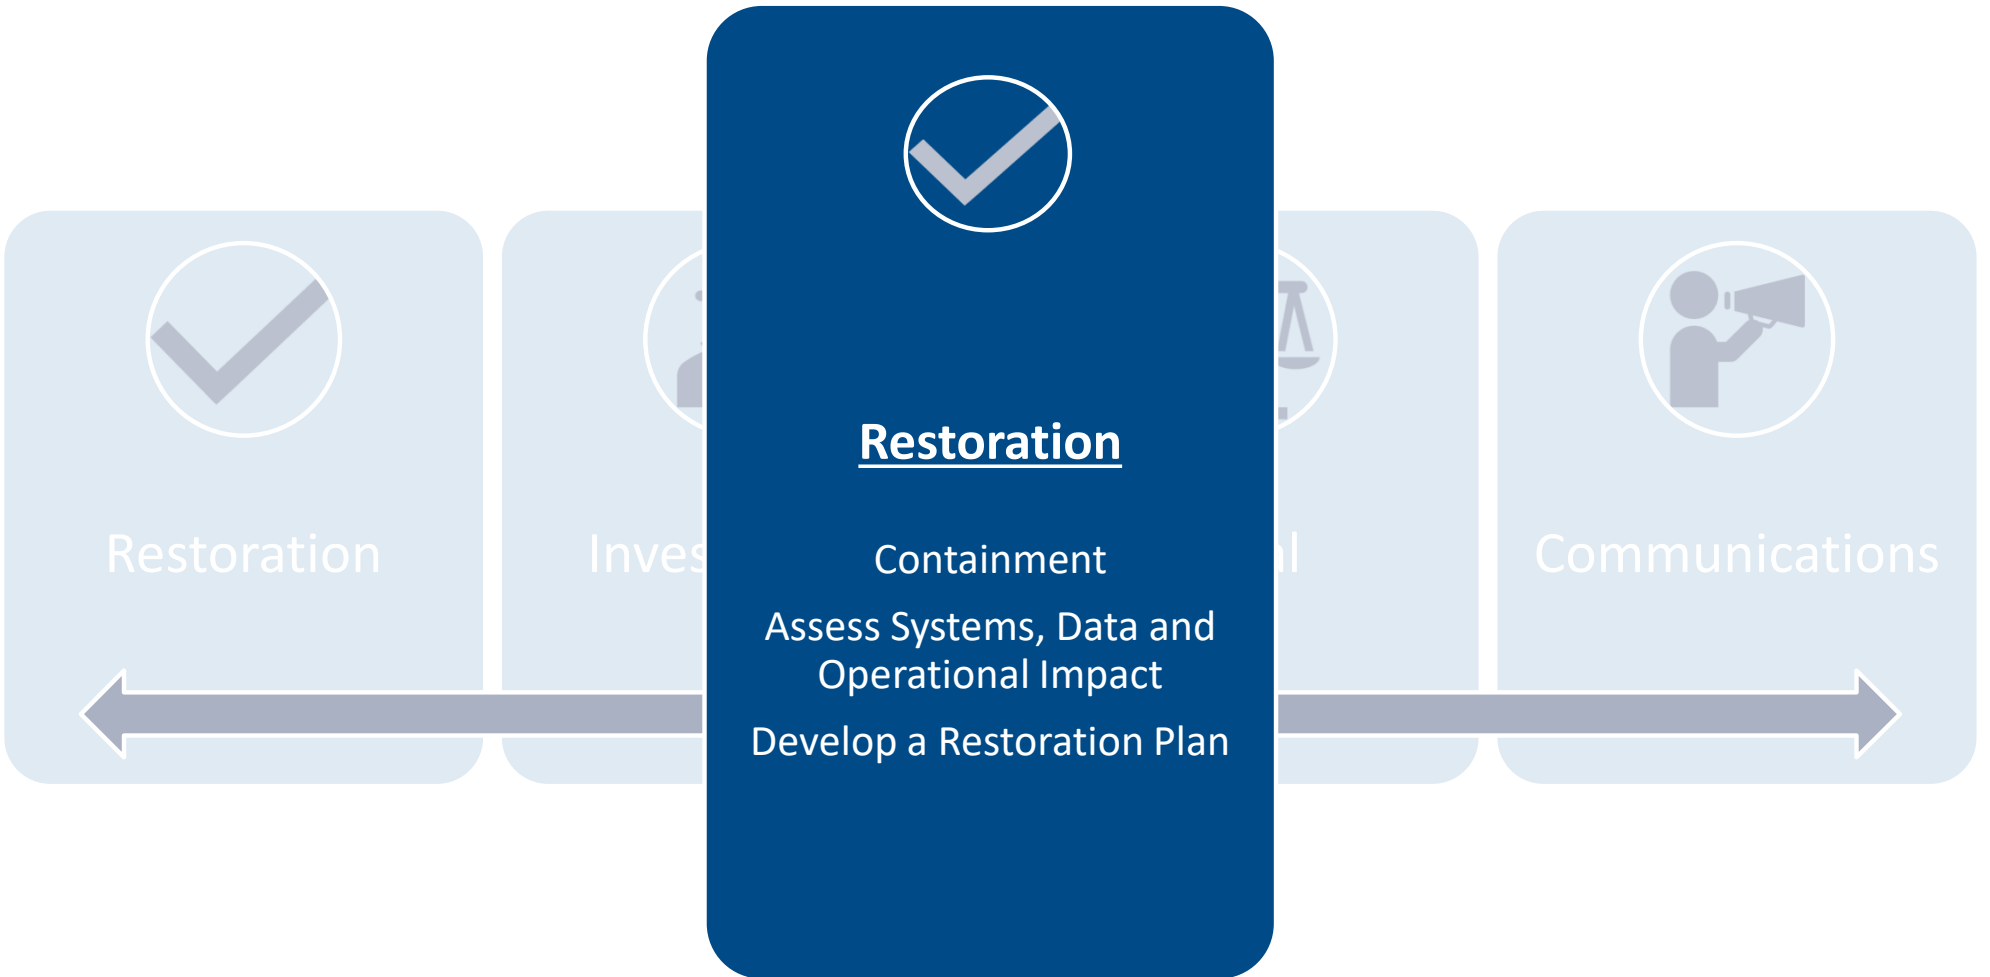 Restoration
Restoration
Containment
Assess Systems, Data and
Operational Impact
Develop a Restoration Plan
Communications